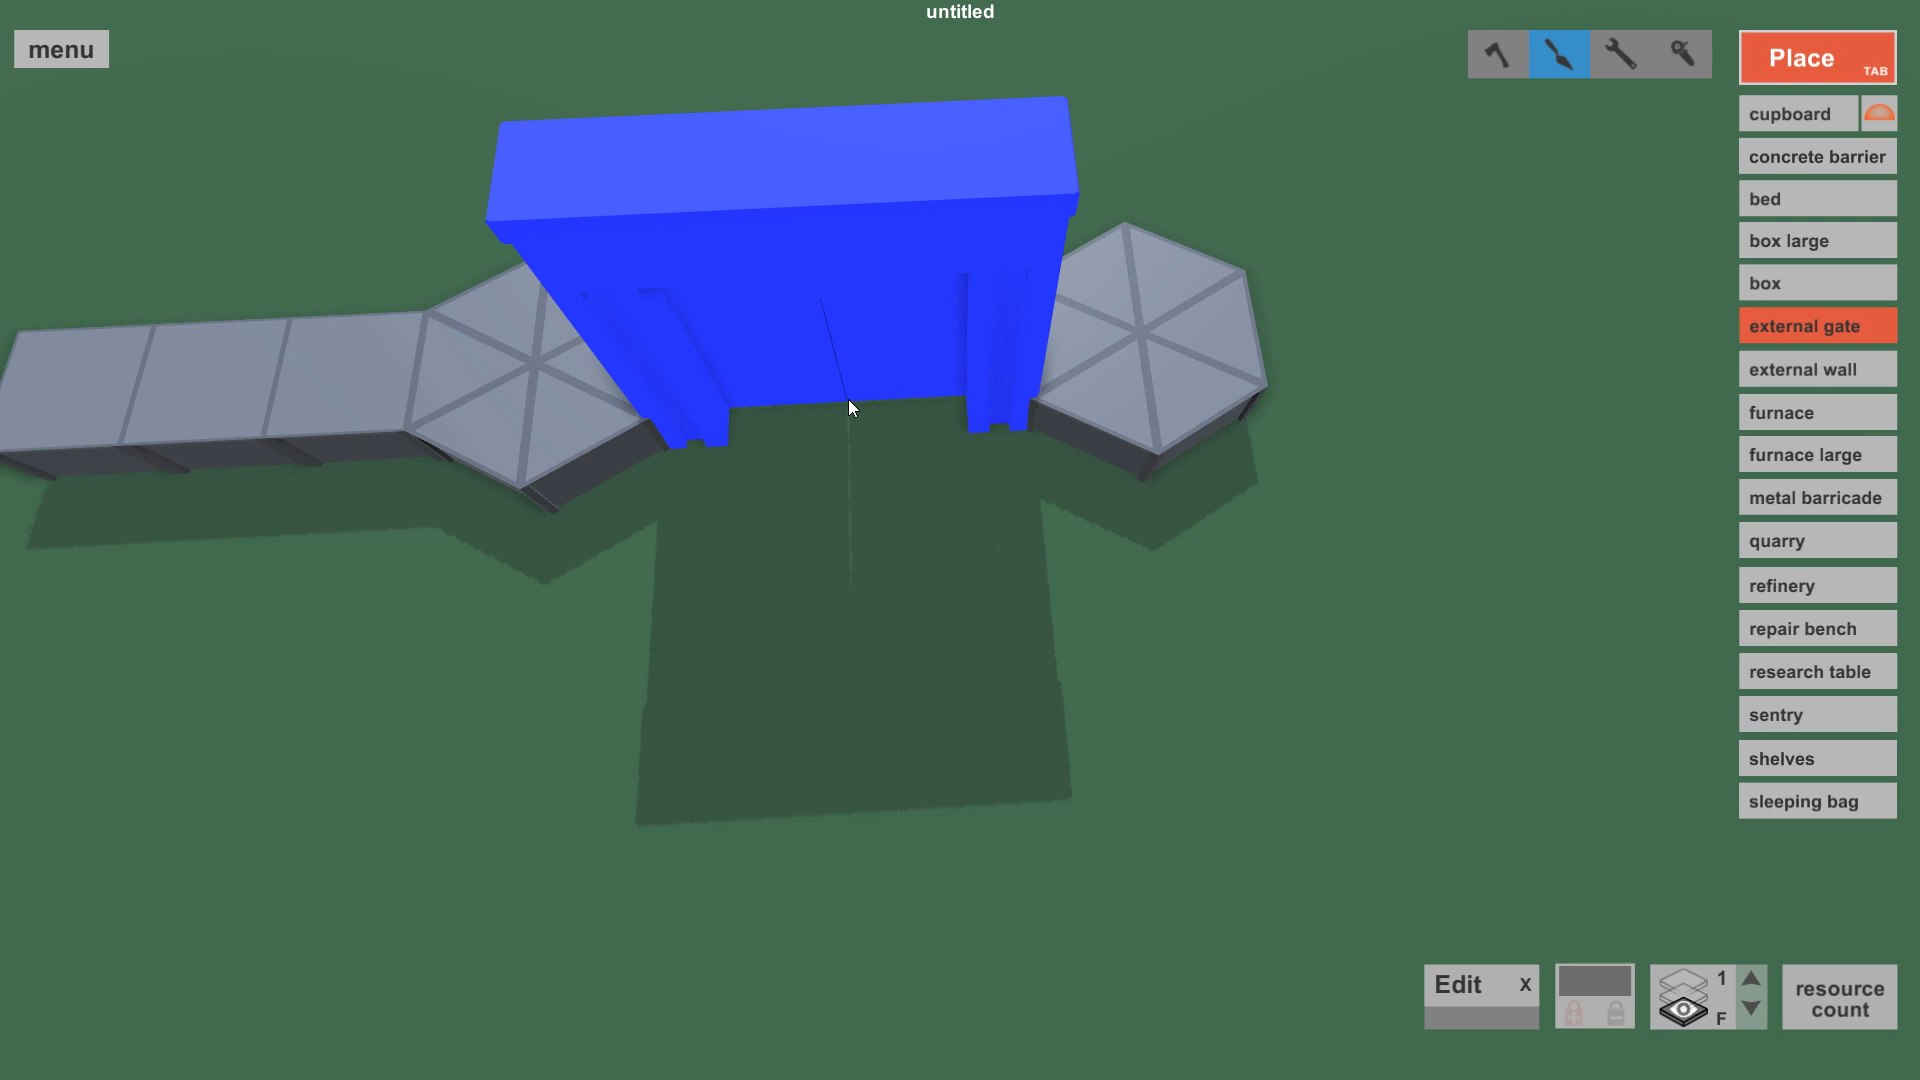 untitled
menu
Place
TAB
cupboard
concrete barrier
bed
box large
box
external gate
external wall
furnace
furnace large
metal barricade
quarry
refinery
repair bench
research table
sentry
shelves
sleeping bag
Edit X
1
F
resource
count